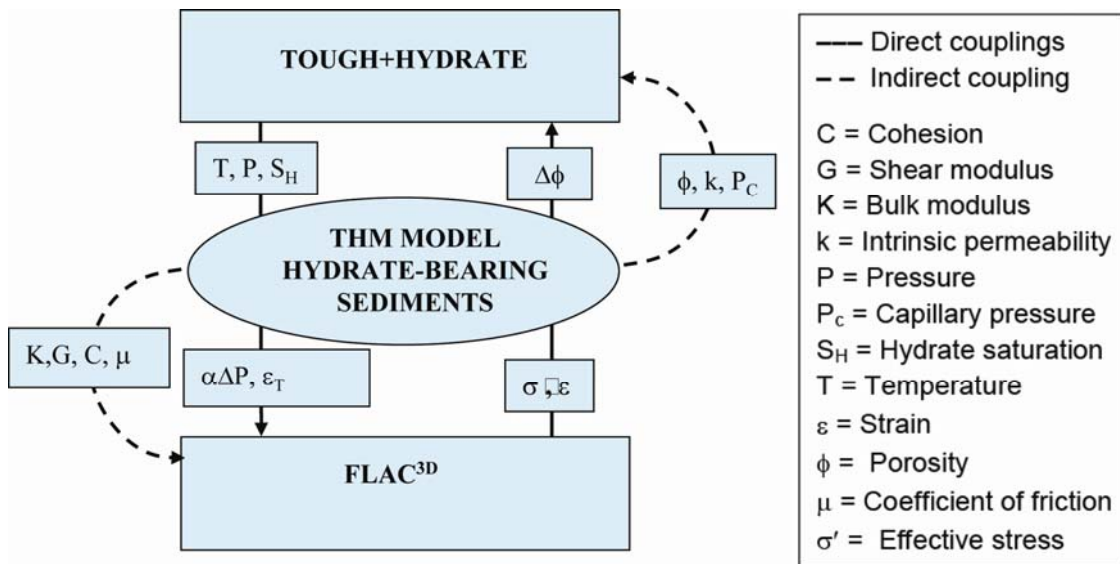 TOUGH+HYDRATE
T, P, S_H
Δϕ
ϕ, k, P_C
THM MODEL
HYDRATE-BEARING
SEDIMENTS
K,G, C, μ
αΔP, ε_T
σ , ε
FLAC³ᴰ
Direct couplings
Indirect coupling
C = Cohesion
G = Shear modulus
K = Bulk modulus
k = Intrinsic permeability
P = Pressure
P_c = Capillary pressure
S_H = Hydrate saturation
T = Temperature
ε = Strain
ϕ = Porosity
μ = Coefficient of friction
σ′ = Effective stress